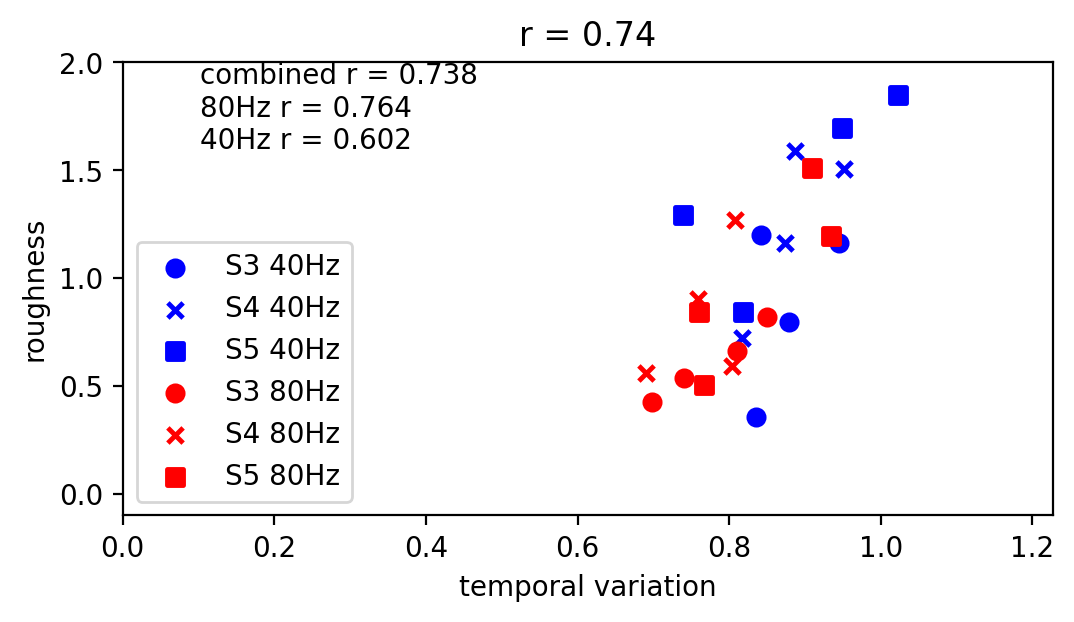 r = 0.74
combined r = 0.738
80Hz r = 0.764
40Hz r = 0.602
2.0
1.5
1.0
0.5
0.0
roughness
S3 40Hz
S4 40Hz
S5 40Hz
S3 80Hz
S4 80Hz
S5 80Hz
0.0 0.2 0.4 0.6 0.8 1.0 1.2
temporal variation